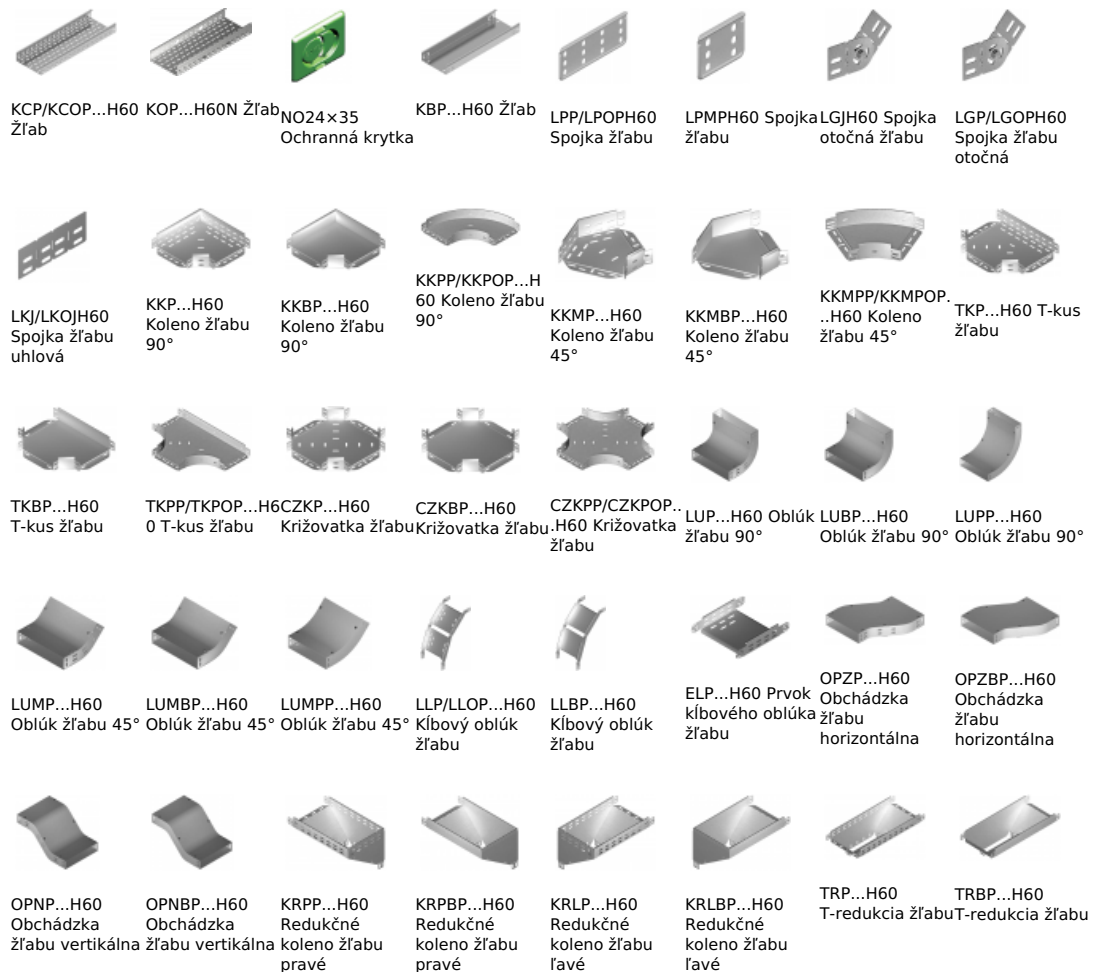 KCP/KCOP...H60
Žľab
KOP...H60N Žľab
NO24×35
Ochranná krytka
KBP...H60 Žľab
LPP/LPOPH60
Spojka žľabu
LPMPH60 Spojka
žľabu
LGJH60 Spojka
otočná žľabu
LGP/LGOPH60
Spojka žľabu
otočná
LKJ/LKOJH60
Spojka žľabu
uhlová
KKP...H60
Koleno žľabu
90°
KKBP...H60
Koleno žľabu
90°
KKPP/KKPOP...H
60 Koleno žľabu
90°
KKMP...H60
Koleno žľabu
45°
KKMBP...H60
Koleno žľabu
45°
KKMPP/KKMPOP.
..H60 Koleno
žľabu 45°
TKP...H60 T-kus
žľabu
TKBP...H60
T-kus žľabu
TKPP/TKPOP...H6
0 T-kus žľabu
CZKP...H60
Križovatka žľabu
CZKBP...H60
Križovatka žľabu
CZKPP/CZKPOP..
.H60 Križovatka
žľabu
LUP...H60 Oblúk
žľabu 90°
LUBP...H60
Oblúk žľabu 90°
LUPP...H60
Oblúk žľabu 90°
LUMP...H60
Oblúk žľabu 45°
LUMBP...H60
Oblúk žľabu 45°
LUMPP...H60
Oblúk žľabu 45°
LLP/LLOP...H60
Kĺbový oblúk
žľabu
LLBP...H60
Kĺbový oblúk
žľabu
ELP...H60 Prvok
kĺbového oblúka
žľabu
OPZP...H60
Obchádzka
žľabu
horizontálna
OPZBP...H60
Obchádzka
žľabu
horizontálna
OPNP...H60
Obchádzka
žľabu vertikálna
OPNBP...H60
Obchádzka
žľabu vertikálna
KRPP...H60
Redukčné
koleno žľabu
pravé
KRPBP...H60
Redukčné
koleno žľabu
pravé
KRLP...H60
Redukčné
koleno žľabu
ľavé
KRLBP...H60
Redukčné
koleno žľabu
ľavé
TRP...H60
T-redukcia žľabu
TRBP...H60
T-redukcia žľabu